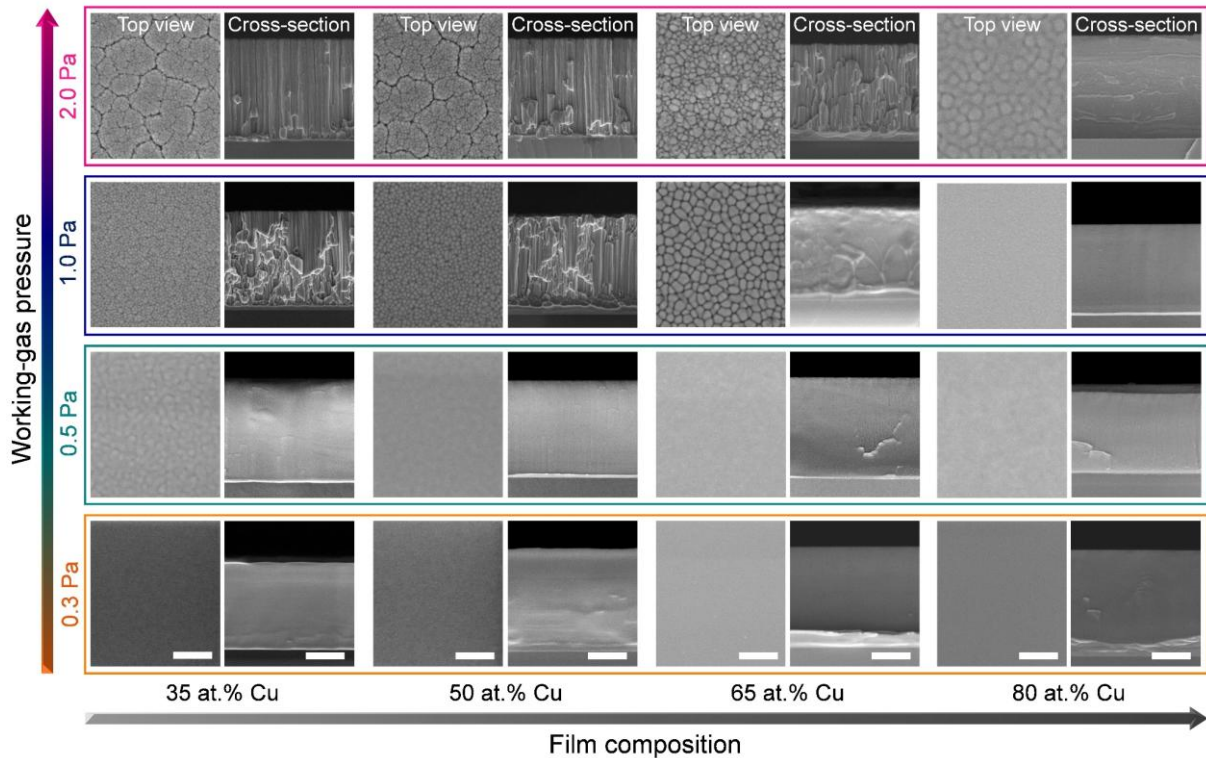 Top view Cross-section Top view Cross-section Top view Cross-section Top view Cross-section
2.0 Pa
1.0 Pa
0.5 Pa
0.3 Pa
Working-gas pressure
35 at.% Cu 50 at.% Cu 65 at.% Cu 80 at.% Cu
Film composition